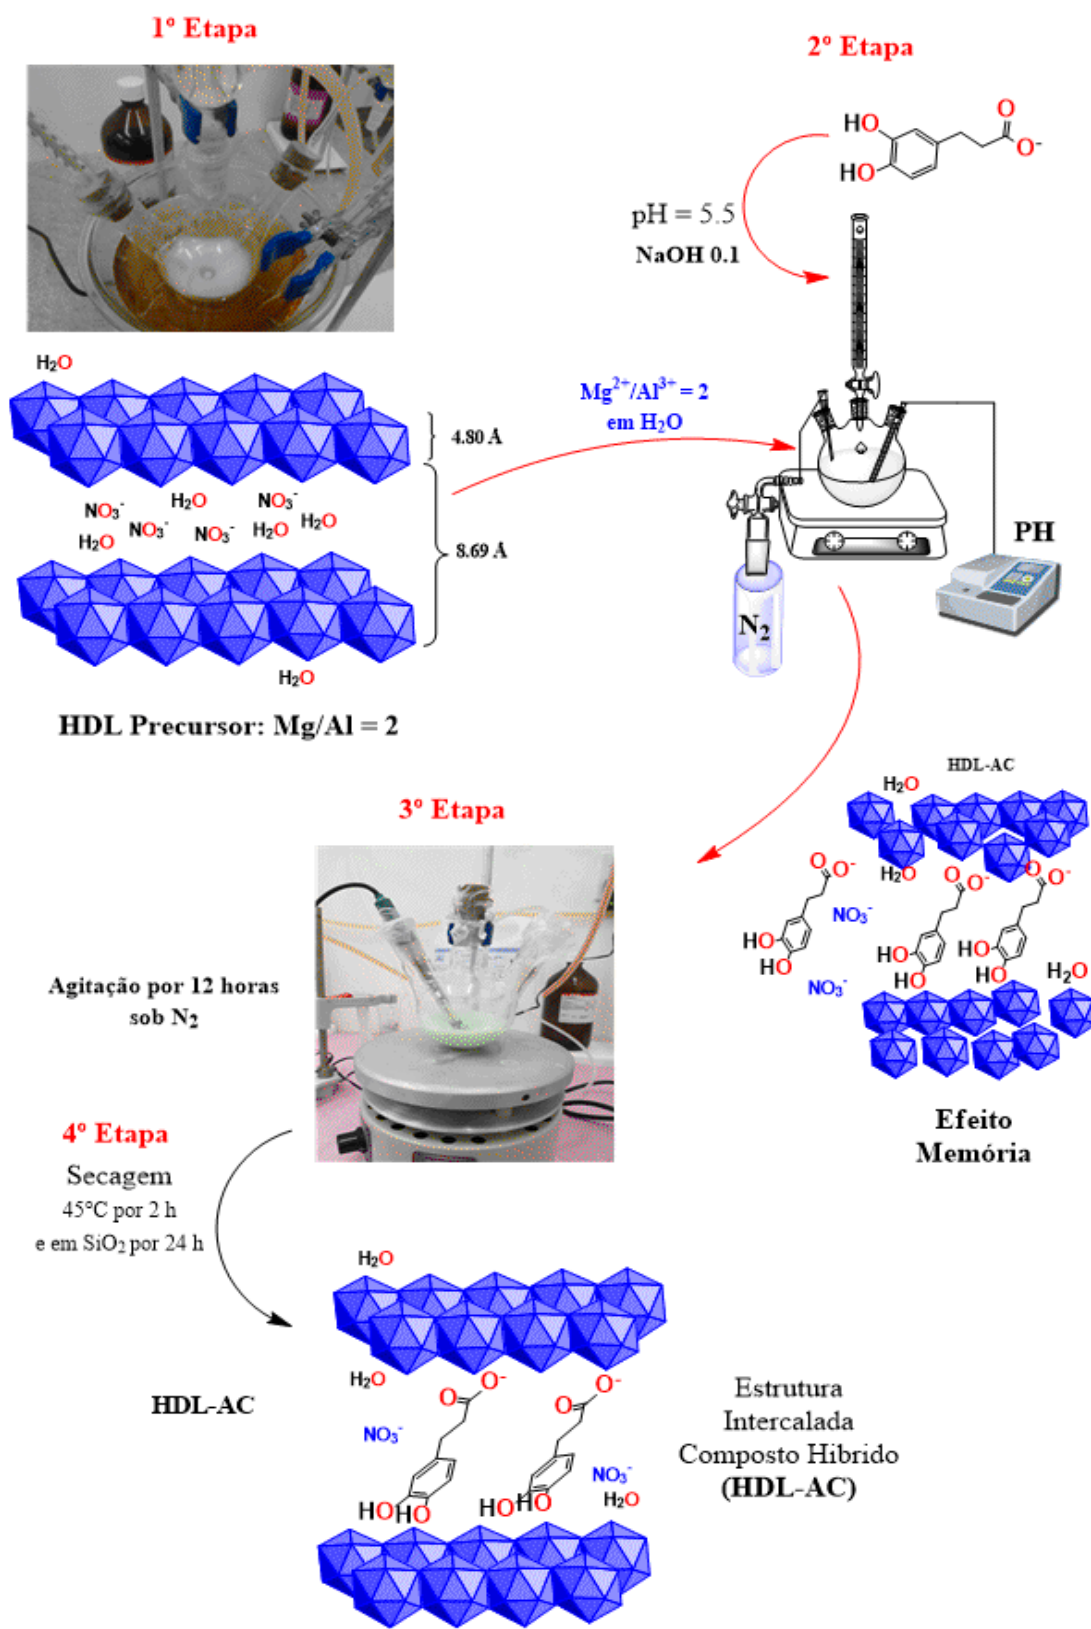 1º Etapa
H₂O
4.80 Å
NO₃⁻
H₂O
NO₃⁻
NO₃⁻
NO₃⁻
H₂O
H₂O
H₂O
8.69 Å
H₂O
HDL Precursor: Mg/Al = 2
2º Etapa
HO
HO
O
O⁻
pH = 5.5
NaOH 0.1
Mg²⁺/Al³⁺ = 2
em H₂O
PH
N₂
HDL-AC
H₂O
H₂O
O
O⁻
O
O⁻
O
O⁻
NO₃⁻
HO
HO
HO
HO
HO
HO
NO₃⁻
H₂O
Efeito
Memória
3º Etapa
Agitação por 12 horas
sob N₂
4º Etapa
Secagem
45°C por 2 h
e em SiO₂ por 24 h
H₂O
H₂O
O
O⁻
O
O⁻
HDL-AC
NO₃⁻
NO₃⁻
HO
HO
HO
HO
H₂O
Estrutura
Intercalada
Composto Hibrido
(HDL-AC)